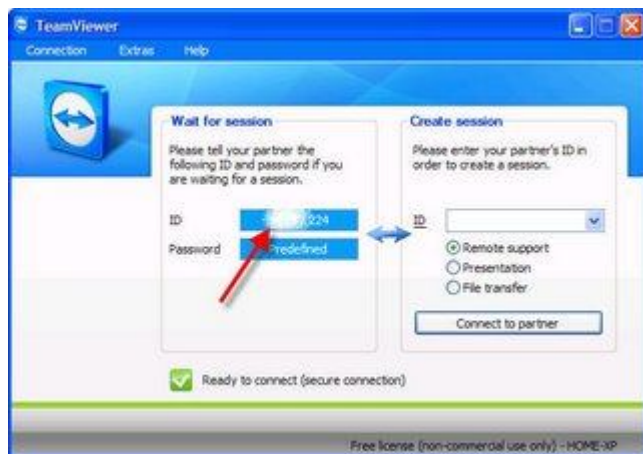 TeamViewer
Connection Extras Help
Wait for session
Please tell your partner the
following ID and password if you
are waiting for a session.
ID 224
Password Predefined
Create session
Please enter your partner's ID in
order to create a session.
ID
Remote support
Presentation
File transfer
Connect to partner
Ready to connect (secure connection)
Free license (non-commercial use only) - HOME-XP